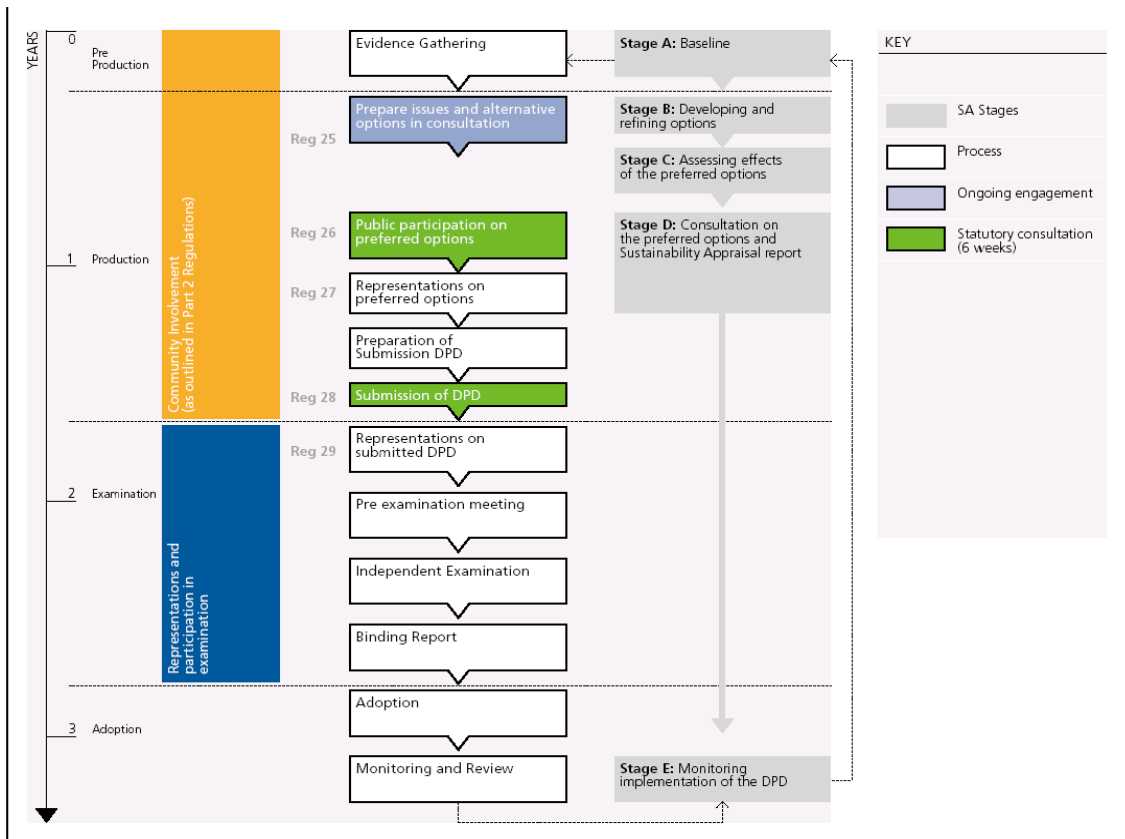 YEARS
0
Pre
Production
Evidence Gathering
Stage A: Baseline
KEY
Prepare issues and alternative
options in consultation
Reg 25
Stage B: Developing and
refining options
SA Stages
Stage C: Assessing effects
of the preferred options
Process
Ongoing engagement
Community Involvement
(as outlined in Part 2 Regulations)
Reg 26
Public participation on
preferred options
Stage D: Consultation on
the preferred options and
Sustainability Appraisal report
Statutory consultation
(6 weeks)
1
Production
Reg 27
Representations on
preferred options
Preparation of
Submission DPD
Reg 28
Submission of DPD
Reg 29
Representations on
submitted DPD
2
Examination
Pre examination meeting
Representations and
participation in
examination
Independent Examination
Binding Report
Adoption
3
Adoption
Monitoring and Review
Stage E: Monitoring
implementation of the DPD